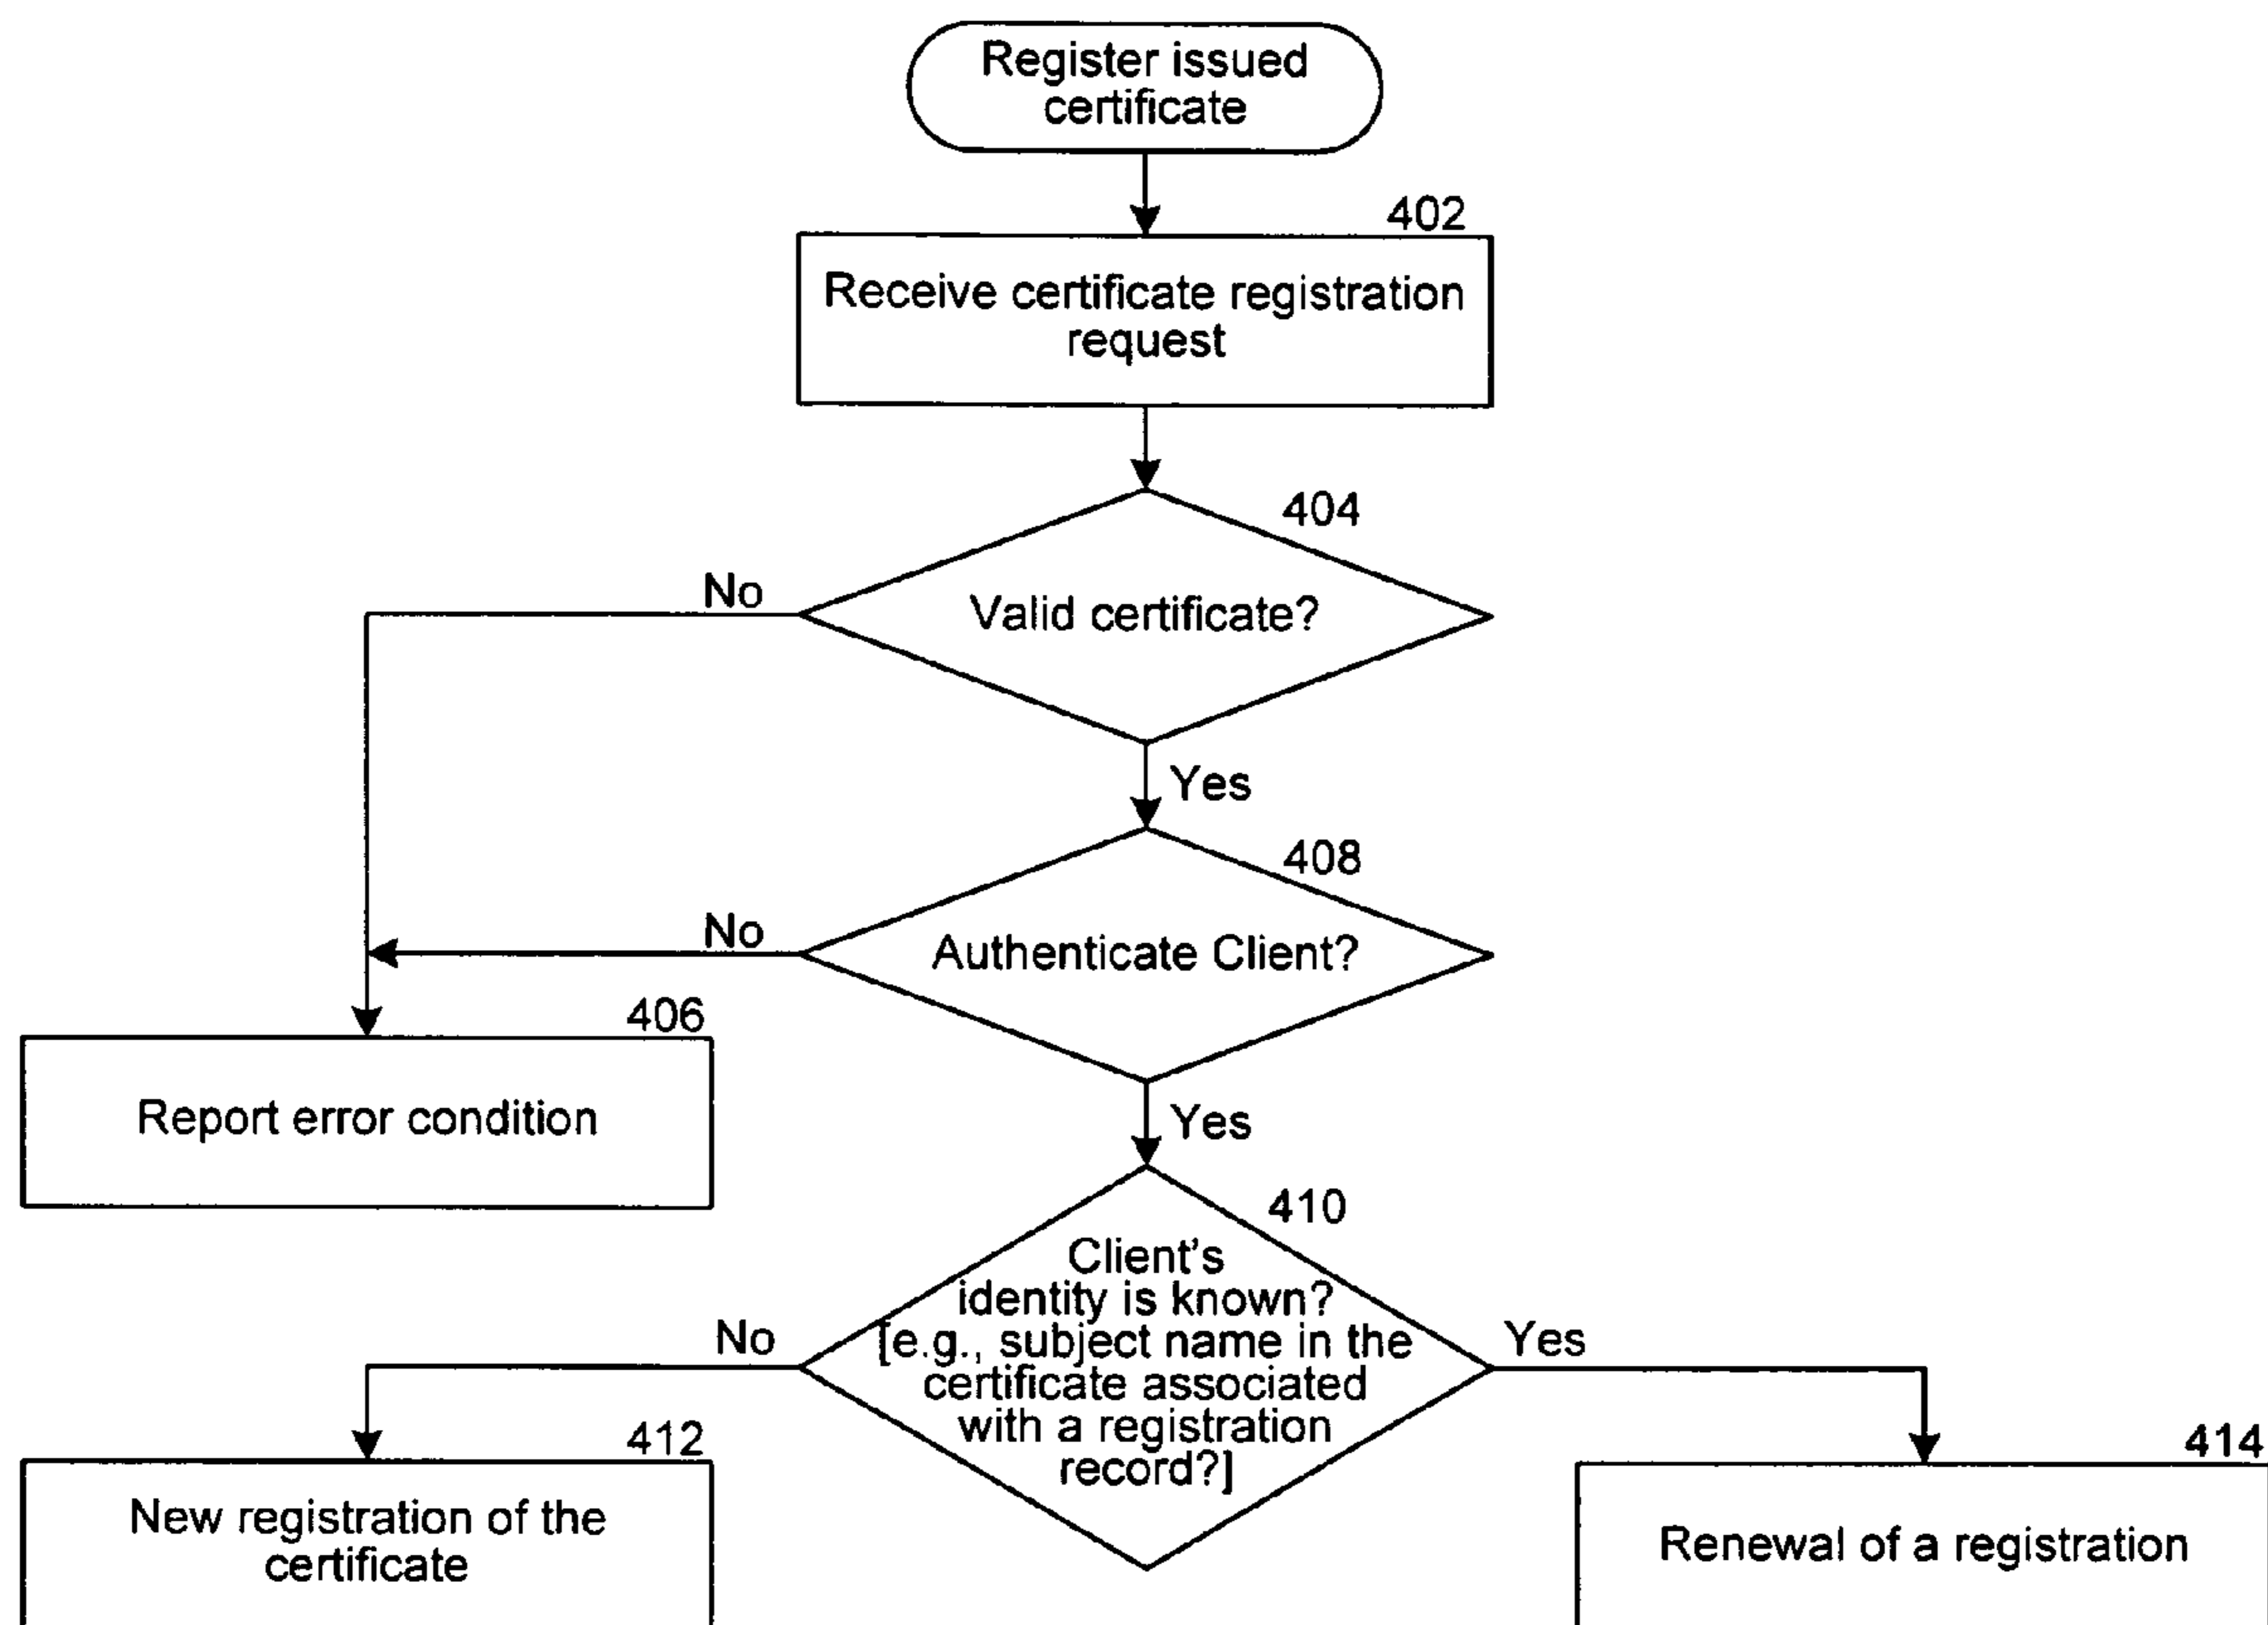 Register issued
certificate
402
Receive certificate registration
request
404
No
Valid certificate?
Yes
408
No
Authenticate Client?
406
Report error condition
Yes
410
Client's
identity is known?
[e.g., subject name in the
certificate associated
with a registration
record?]
No
Yes
412
New registration of the
certificate
414
Renewal of a registration